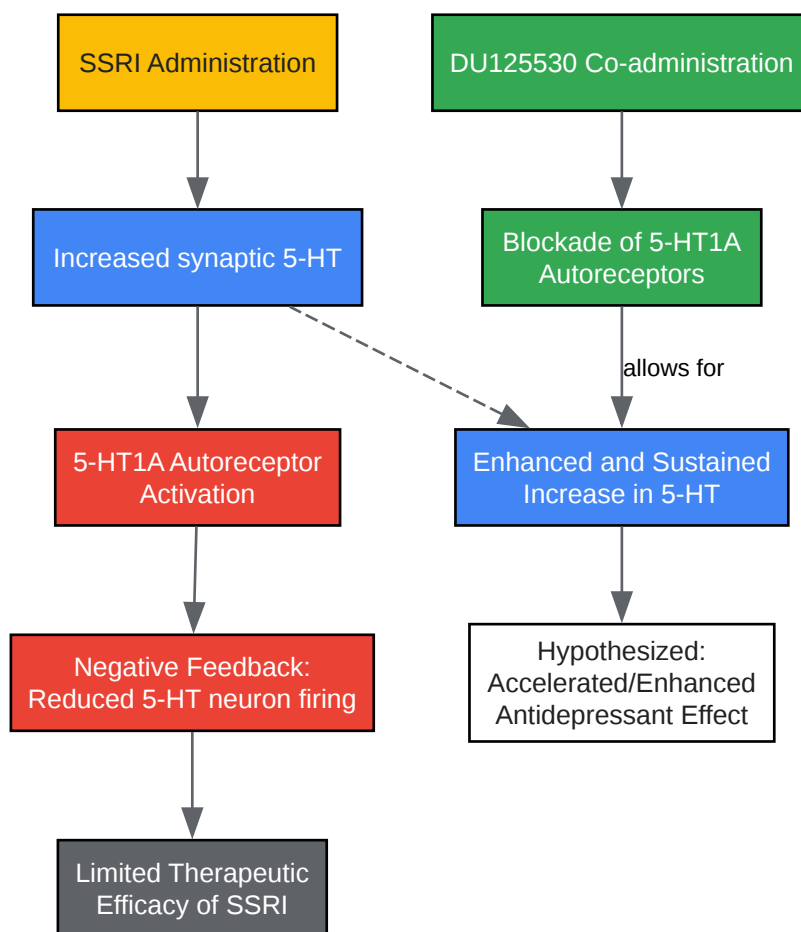 SSRI Administration
DU125530 Co-administration
Increased synaptic 5-HT
Blockade of 5-HT1A
Autoreceptors
allows for
5-HT1A Autoreceptor
Activation
Enhanced and Sustained
Increase in 5-HT
Negative Feedback:
Reduced 5-HT neuron firing
Hypothesized:
Accelerated/Enhanced
Antidepressant Effect
Limited Therapeutic
Efficacy of SSRI